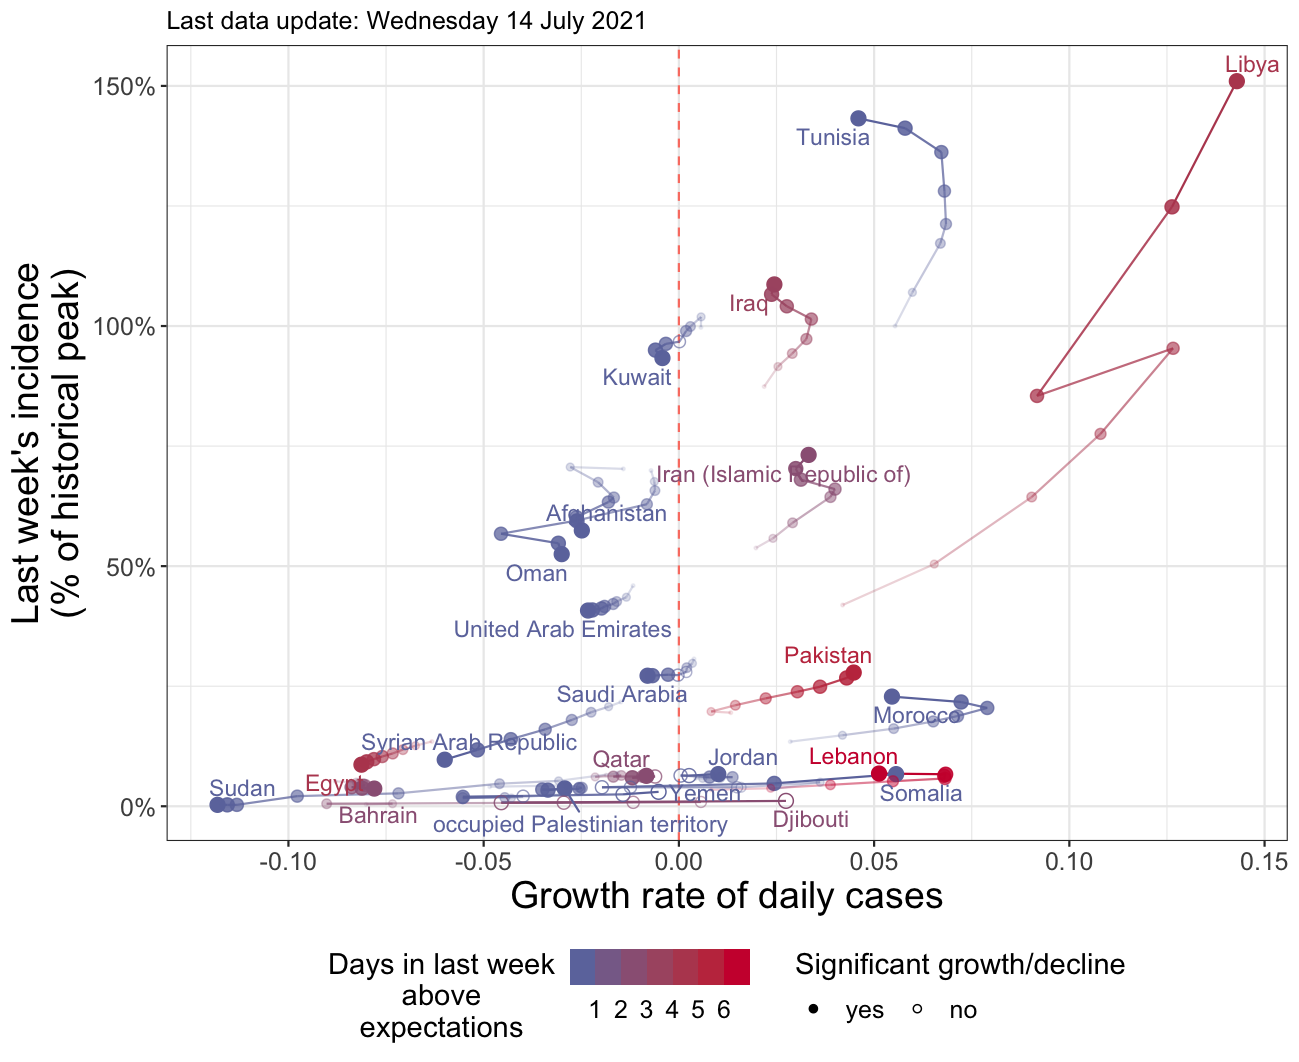 Last data update: Wednesday 14 July 2021
Last week's incidence
(% of historical peak)
150%
100%
50%
0%
Libya
Tunisia
Iraq
Kuwait
Iran (Islamic Republic of)
Afghanistan
Oman
United Arab Emirates
Pakistan
Saudi Arabia
Morocco
Syrian Arab Republic
Qatar
Jordan
Lebanon
Sudan
Egypt
Yemen
Somalia
Bahrain
occupied Palestinian territory
Djibouti
-0.10
-0.05
0.00
0.05
0.10
0.15
Growth rate of daily cases
Days in last week
above
expectations
1 2 3 4 5 6
Significant growth/decline
yes
no